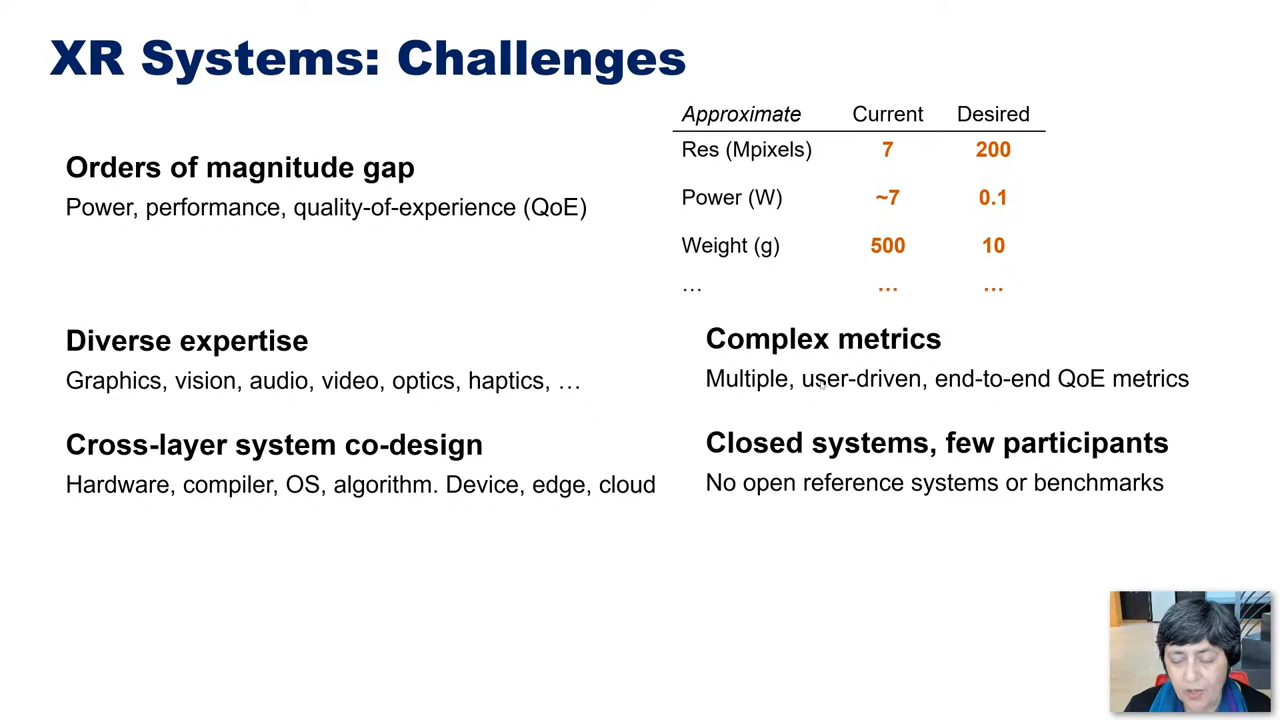 XR Systems: Challenges
Orders of magnitude gap
Power, performance, quality-of-experience (QoE)
Approximate Current Desired
Res (Mpixels) 7 200
Power (W) ~7 0.1
Weight (g) 500 10
… … …
Diverse expertise
Graphics, vision, audio, video, optics, haptics, …
Complex metrics
Multiple, user-driven, end-to-end QoE metrics
Cross-layer system co-design
Hardware, compiler, OS, algorithm. Device, edge, cloud
Closed systems, few participants
No open reference systems or benchmarks